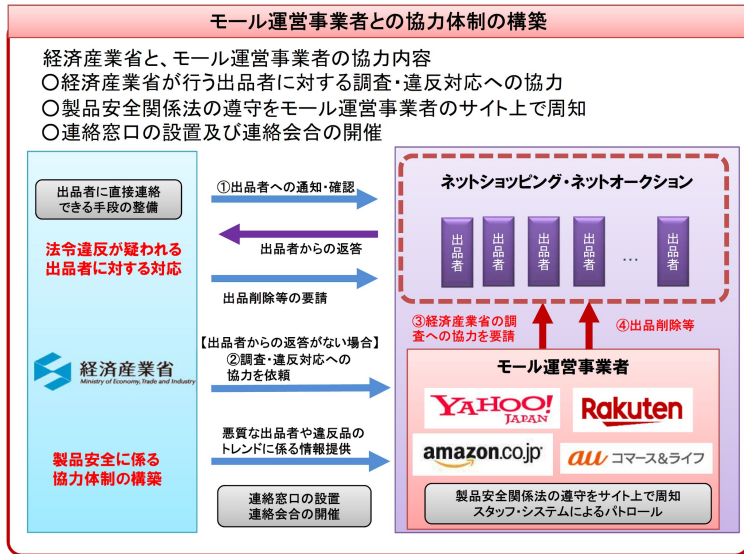 モール運営事業者との協力体制の構築
経済産業省と、モール運営事業者の協力内容
○経済産業省が行う出品者に対する調査・違反対応への協力
○製品安全関係法の遵守をモール運営事業者のサイト上で周知
○連絡窓口の設置及び連絡会合の開催
出品者に直接連絡
できる手段の整備
法令違反が疑われる
出品者に対する対応
経済産業省
Ministry of Economy, Trade and Industry
製品安全に係る
協力体制の構築
①出品者への通知・確認
出品者からの返答
出品削除等の要請
【出品者からの返答がない場合】
②調査・違反対応への
協力を依頼
悪質な出品者や違反品の
トレンドに係る情報提供
連絡窓口の設置
連絡会合の開催
ネットショッピング・ネットオークション
出品者
出品者
出品者
出品者
…
出品者
③経済産業省の調
査への協力を要請
④出品削除等
モール運営事業者
YAHOO!
JAPAN
Rakuten
amazon.co.jp
au コマース&ライフ
製品安全関係法の遵守をサイト上で周知
スタッフ・システムによるパトロール